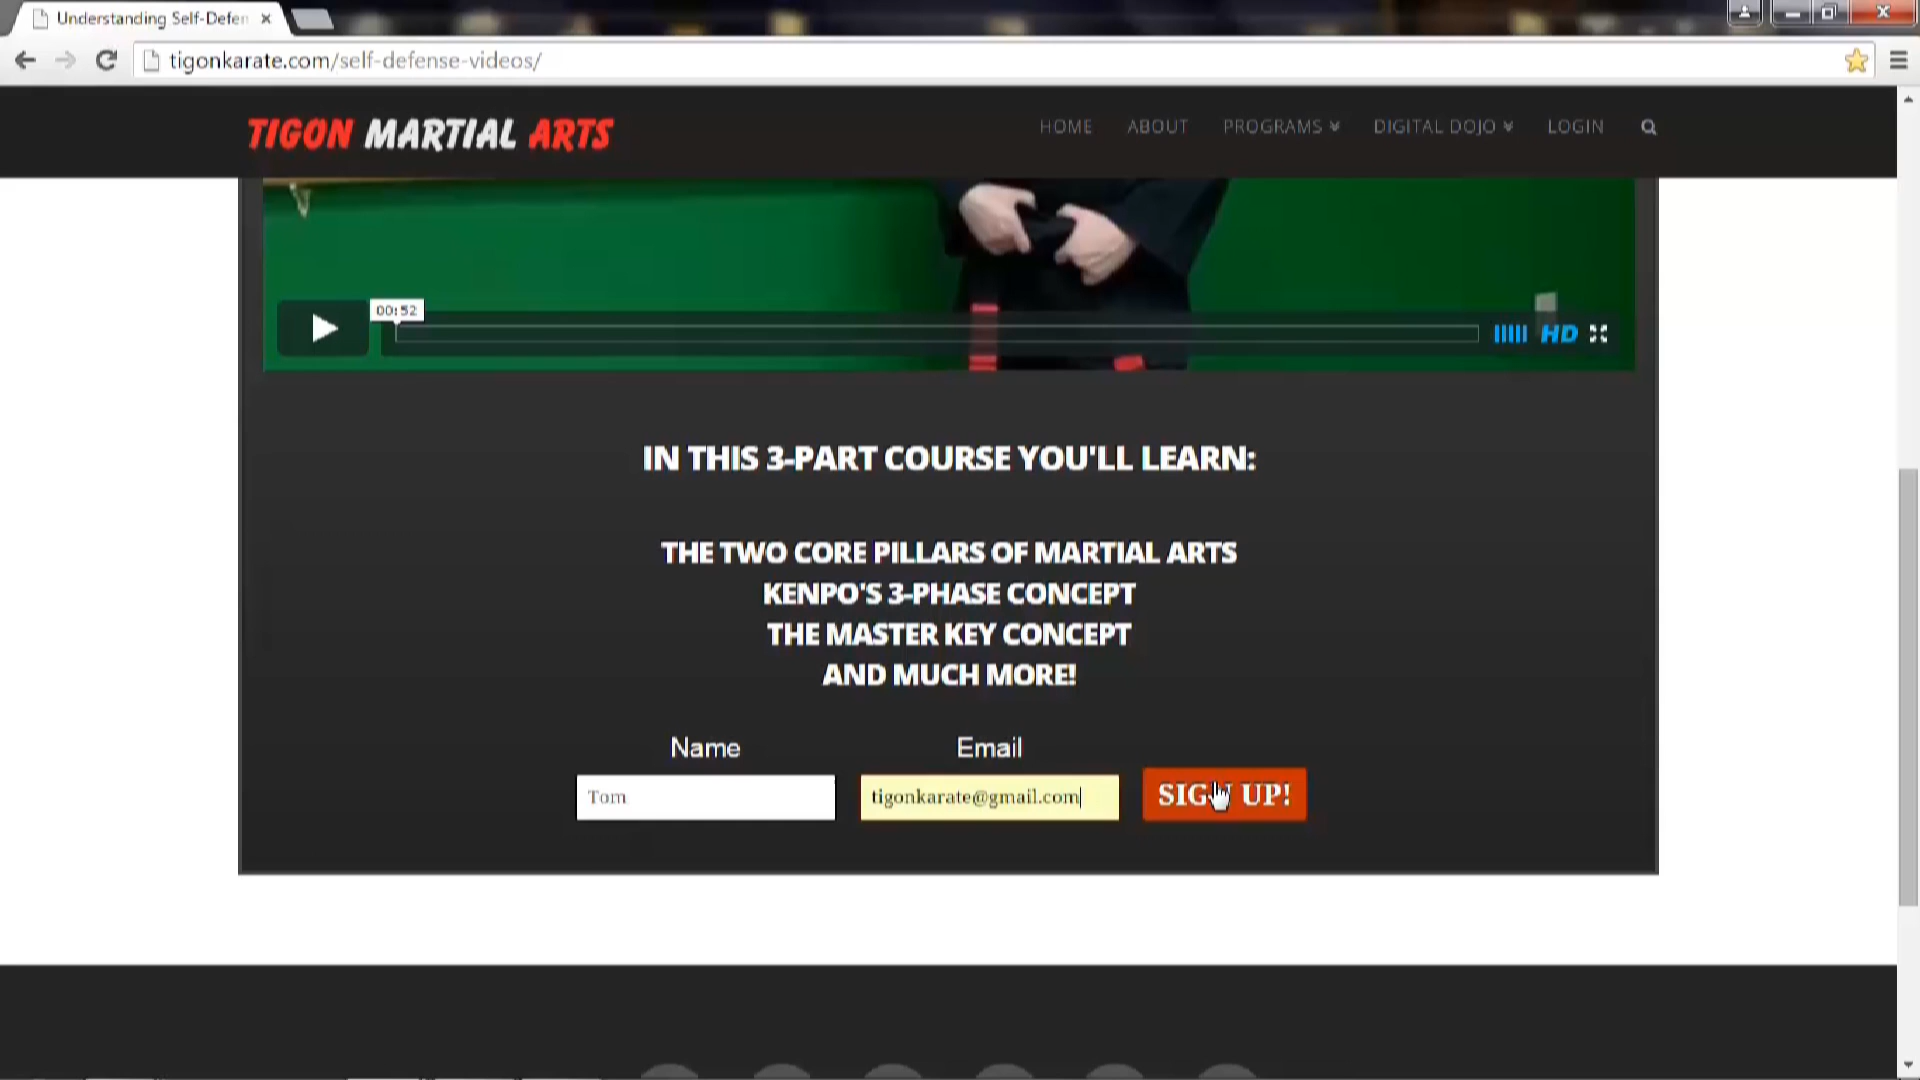 Understanding Self-Defen
tigonkarate.com/self-defense-videos/
TIGON MARTIAL ARTS
HOME ABOUT PROGRAMS DIGITAL DOJO LOGIN
00:52
HD
IN THIS 3-PART COURSE YOU'LL LEARN:
THE TWO CORE PILLARS OF MARTIAL ARTS
KENPO'S 3-PHASE CONCEPT
THE MASTER KEY CONCEPT
AND MUCH MORE!
Name Email
Tom tigonkarate@gmail.com SIGN UP!